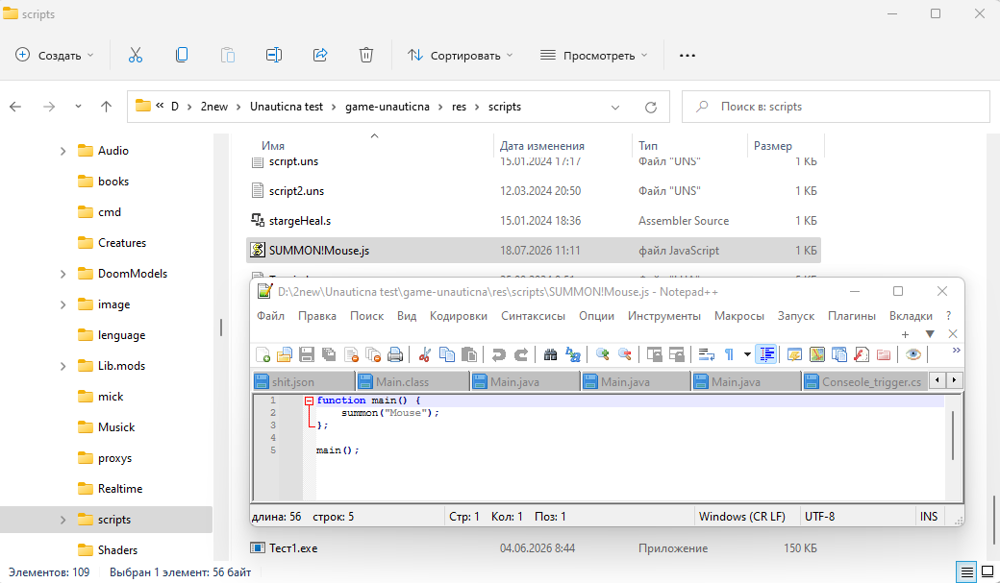 scripts
Создать
Сортировать
Просмотреть
•••
« D > 2new > Unauticna test > game-unauticna > res > scripts
Поиск в: scripts
Имя Дата изменения Тип Размер
Audio
books
cmd
Creatures
DoomModels
image
lenguage
Lib.mods
mick
Musick
proxys
Realtime
scripts
Shaders
script.uns 15.01.2024 17:17 Файл "UNS" 1 КБ
script2.uns 12.03.2024 20:50 Файл "UNS" 1 КБ
stargeHeal.s 15.01.2024 18:36 Assembler Source 1 КБ
SUMMON!Mouse.js 18.07.2026 11:11 файл JavaScript 1 КБ
D:\2new\Unauticna test\game-unauticna\res\scripts\SUMMON!Mouse.js - Notepad++
Файл Правка Поиск Вид Кодировки Синтаксисы Опции Инструменты Макросы Запуск Плагины Вкладки ?
shit.json Main.class Main.java Main.java Main.java Conseole_trigger.cs
1 function main() {
2 summon("Mouse");
3 };
4
5 main();
длина: 56 строк: 5 Стр: 1 Кол: 1 Поз: 1 Windows (CR LF) UTF-8 INS
Тест1.exe 04.06.2026 8:44 Приложение 150 КБ
Элементов: 109 Выбран 1 элемент: 56 байт